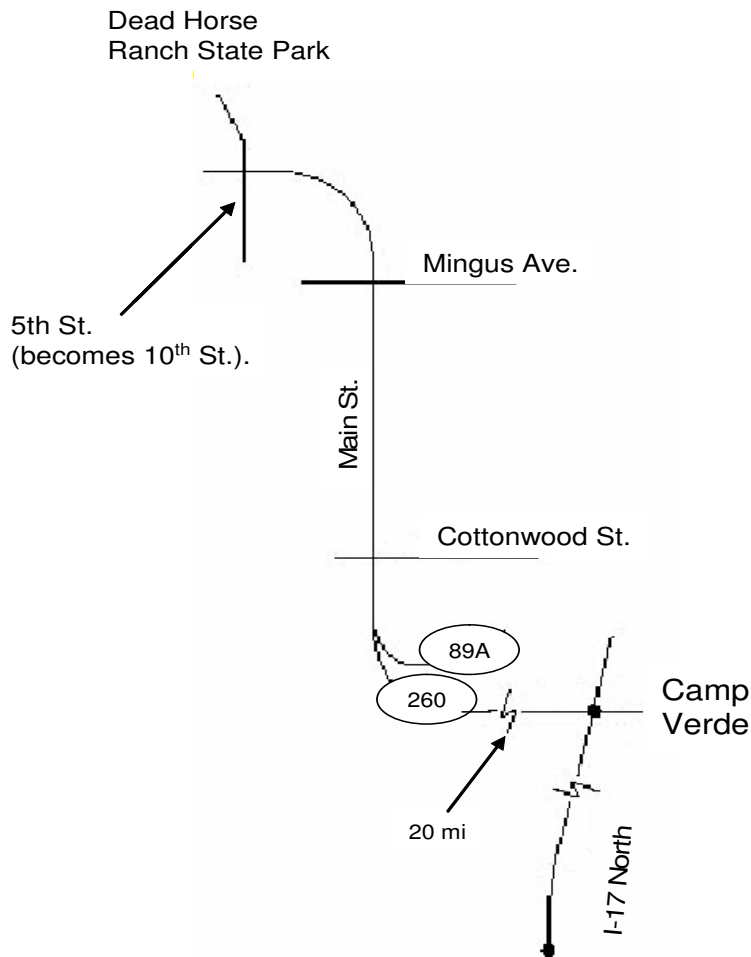 Dead Horse
Ranch State Park
Mingus Ave.
5th St.
(becomes 10th St.).
Main St.
Cottonwood St.
89A
260
Camp
Verde
20 mi
I-17 North